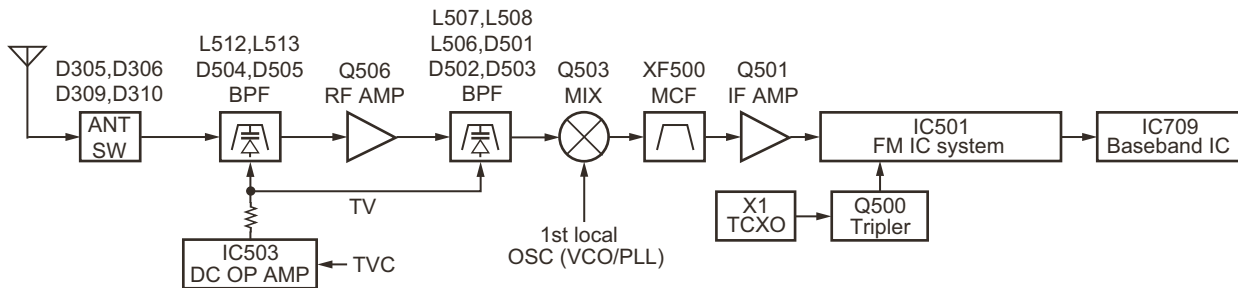 D305,D306
D309,D310
ANT
SW
L512,L513
D504,D505
BPF
Q506
RF AMP
L507,L508
L506,D501
D502,D503
BPF
Q503
MIX
XF500
MCF
Q501
IF AMP
IC501
FM IC system
IC709
Baseband IC
TV
X1
TCXO
Q500
Tripler
1st local
OSC (VCO/PLL)
IC503
DC OP AMP
TVC